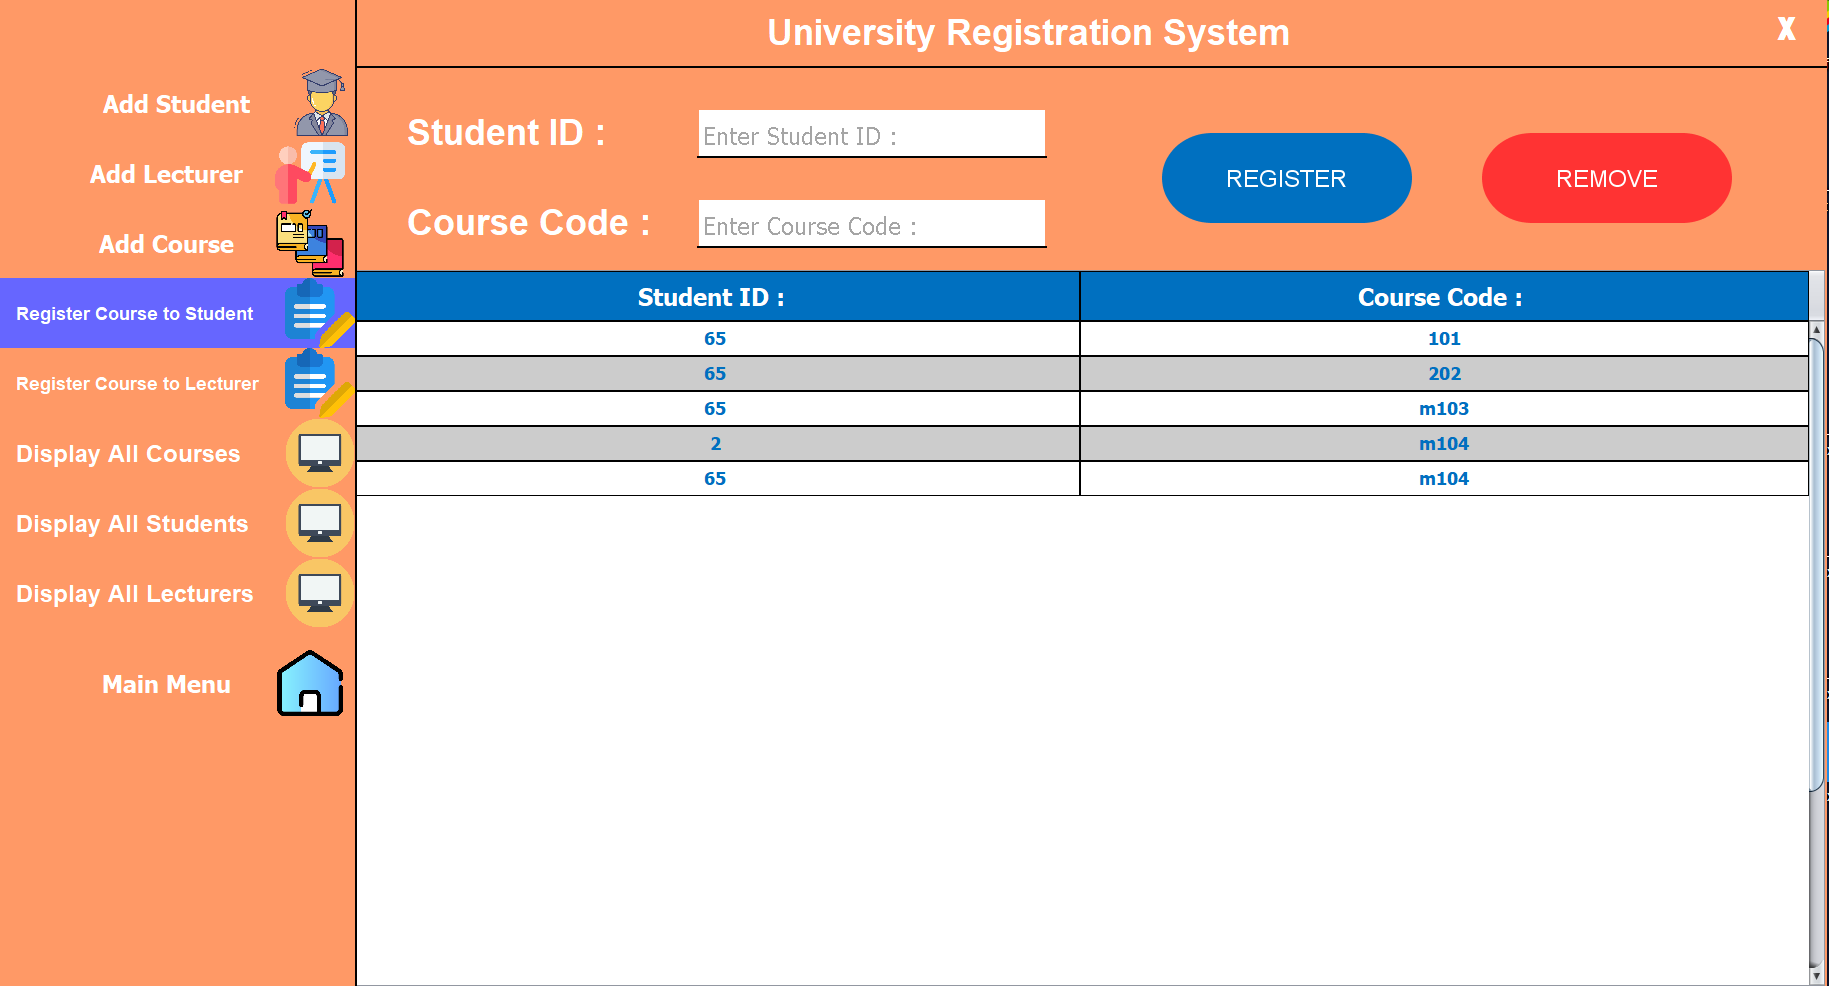 University Registration System
X
Add Student
Add Lecturer
Add Course
Register Course to Student
Register Course to Lecturer
Display All Courses
Display All Students
Display All Lecturers
Main Menu
Student ID :
Enter Student ID :
Course Code :
Enter Course Code :
REGISTER
REMOVE
Student ID : Course Code :
65 101
65 202
65 m103
2 m104
65 m104